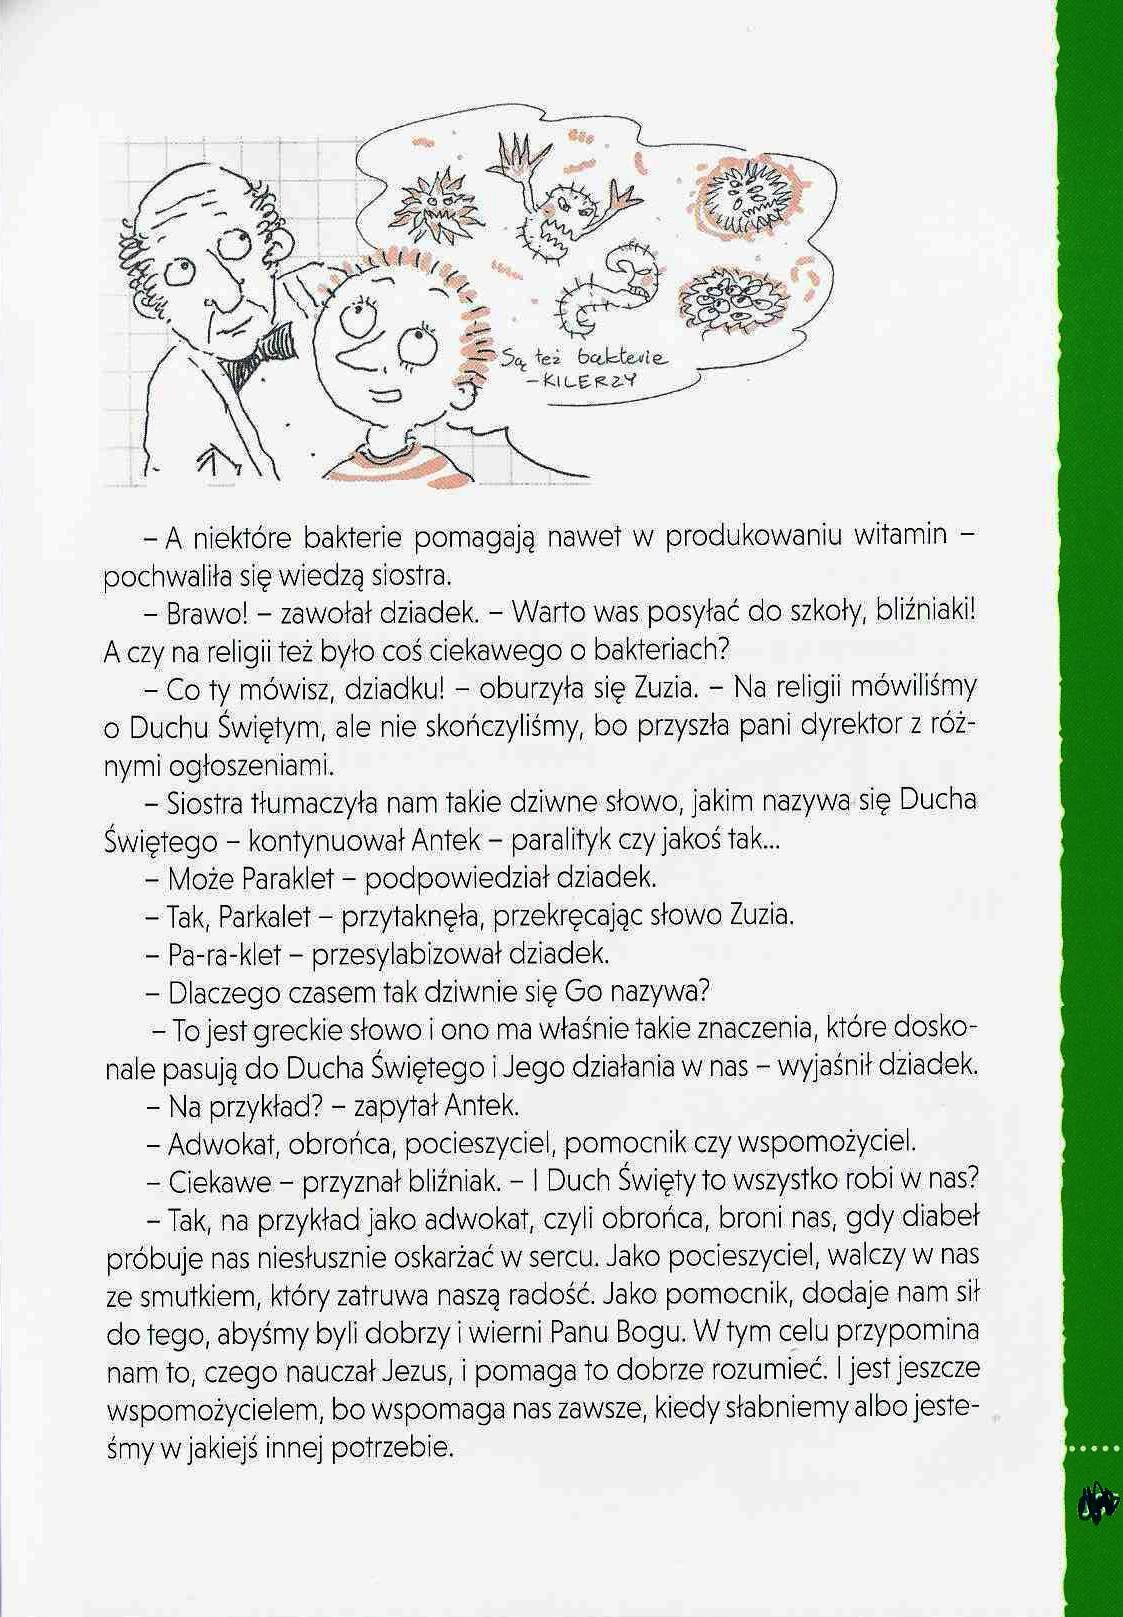 Są też bakterie
– KILERZY
– A niektóre bakterie pomagają nawet w produkowaniu witamin –
pochwaliła się wiedzą siostra.
– Brawo! – zawołał dziadek. – Warto was posyłać do szkoły, bliźniaki!
A czy na religii też było coś ciekawego o bakteriach?
– Co ty mówisz, dziadku! – oburzyła się Zuzia. – Na religii mówiliśmy
o Duchu Świętym, ale nie skończyliśmy, bo przyszła pani dyrektor z róż-
nymi ogłoszeniami.
– Siostra tłumaczyła nam takie dziwne słowo, jakim nazywa się Ducha
Świętego – kontynuował Antek – paralityk czy jakoś tak...
– Może Paraklet – podpowiedział dziadek.
– Tak, Parkalet – przytaknęła, przekręcając słowo Zuzia.
– Pa-ra-klet – przesylabizował dziadek.
– Dlaczego czasem tak dziwnie się Go nazywa?
– To jest greckie słowo i ono ma właśnie takie znaczenia, które dosko-
nale pasują do Ducha Świętego i Jego działania w nas – wyjaśnił dziadek.
– Na przykład? – zapytał Antek.
– Adwokat, obrońca, pocieszyciel, pomocnik czy wspomożyciel.
– Ciekawe – przyznał bliźniak. – I Duch Święty to wszystko robi w nas?
– Tak, na przykład jako adwokat, czyli obrońca, broni nas, gdy diabeł
próbuje nas niesłusznie oskarżać w sercu. Jako pocieszyciel, walczy w nas
ze smutkiem, który zatruwa naszą radość. Jako pomocnik, dodaje nam sił
do tego, abyśmy byli dobrzy i wierni Panu Bogu. W tym celu przypomina
nam to, czego nauczał Jezus, i pomaga to dobrze rozumieć. I jest jeszcze
wspomożycielem, bo wspomaga nas zawsze, kiedy słabniemy albo jeste-
śmy w jakiejś innej potrzebie.